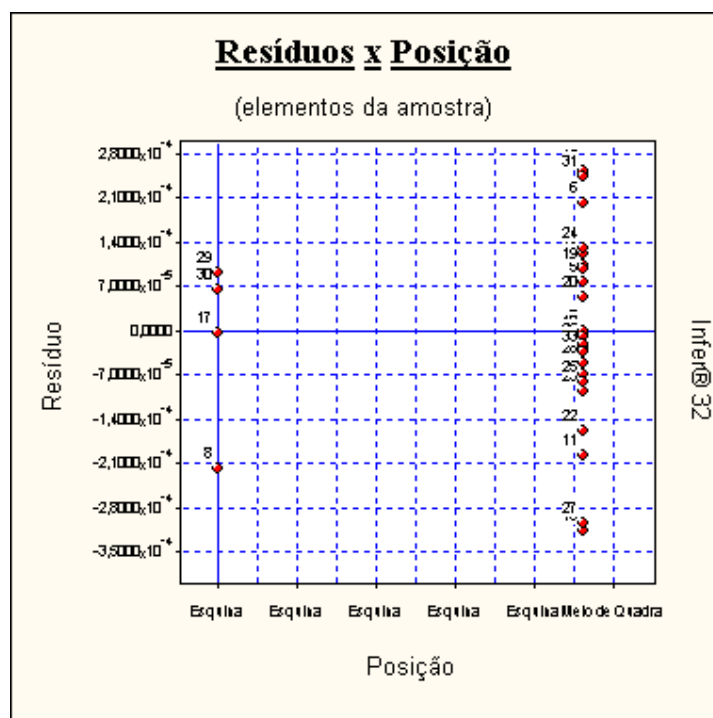 Resíduos x Posição
(elementos da amostra)
2,8000x10⁻⁴
2,1000x10⁻⁴
1,4000x10⁻⁴
7,0000x10⁻⁵
0,0000
-7,0000x10⁻⁵
-1,4000x10⁻⁴
-2,1000x10⁻⁴
-2,8000x10⁻⁴
-3,5000x10⁻⁴
Resíduo
29
30
17
8
31
6
24
19
5
20
33
28
26
22
11
27
Infer® 32
Esquina Esquina Esquina Esquina Esquina Meio de Quadra
Posição